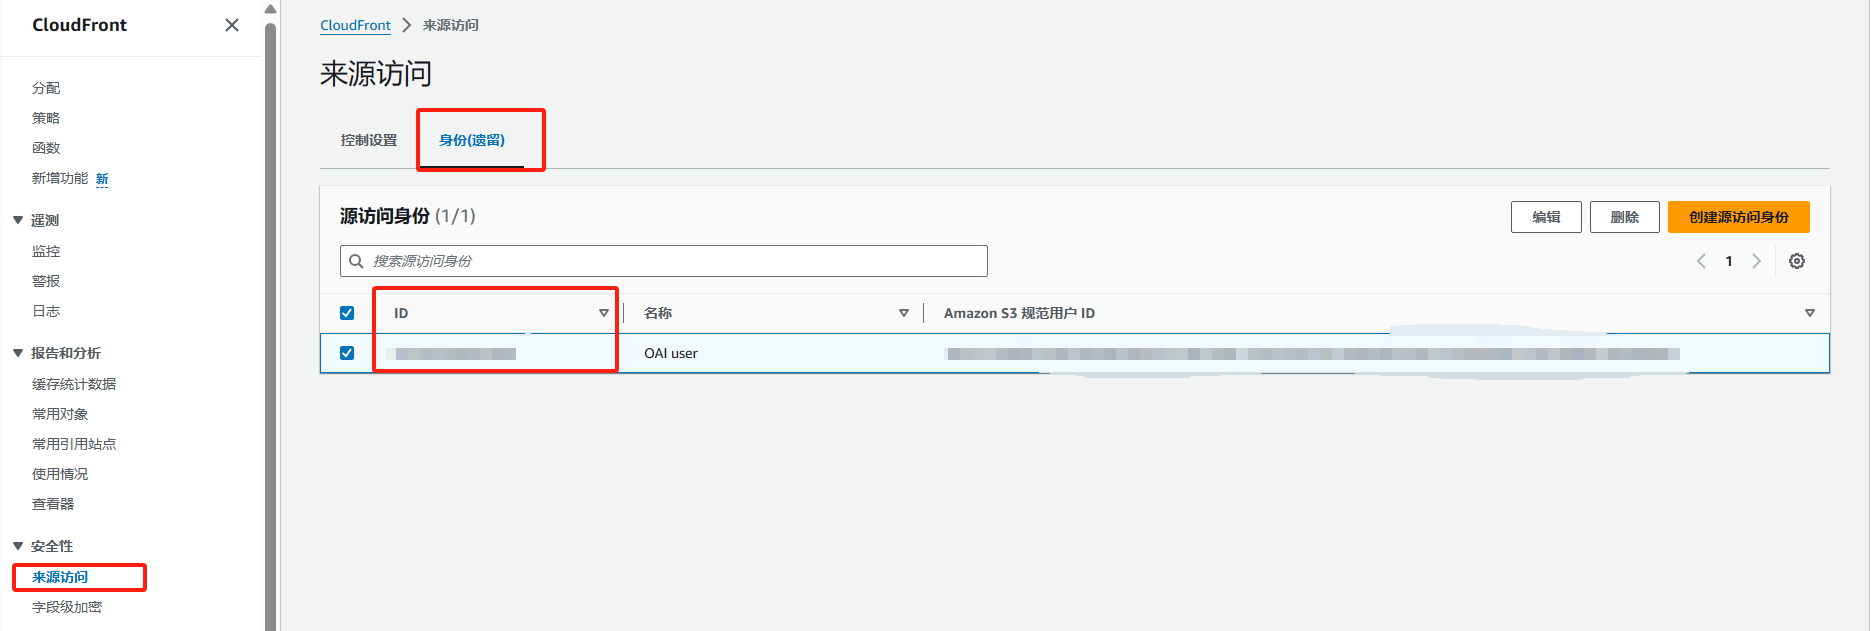 CloudFront
分配
策略
函数
新增功能 新
遥测
监控
警报
日志
报告和分析
缓存统计数据
常用对象
常用引用站点
使用情况
查看器
安全性
来源访问
字段级加密
CloudFront
来源访问
来源访问
控制设置
身份(遗留)
源访问身份 (1/1)
编辑
删除
创建源访问身份
搜索源访问身份
1
ID
名称
Amazon S3 规范用户 ID
OAI user